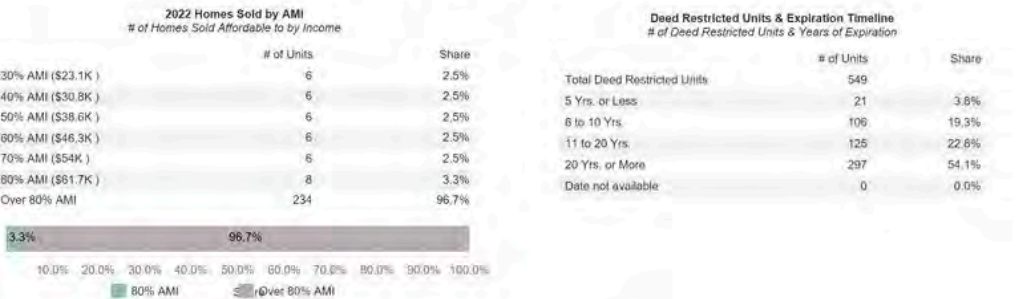 2022 Homes Sold by AMI
# of Homes Sold Affordable to by Income
# of Units Share
30% AMI ($23.1K ) 6 2.5%
40% AMI ($30.8K ) 6 2.5%
50% AMI ($38.6K ) 6 2.5%
60% AMI ($46.3K ) 6 2.5%
70% AMI ($54K ) 6 2.5%
80% AMI ($61.7K ) 8 3.3%
Over 80% AMI 234 96.7%
3.3% 96.7%
10.0% 20.0% 30.0% 40.0% 50.0% 60.0% 70.0% 80.0% 90.0% 100.0%
80% AMI Over 80% AMI
Deed Restricted Units & Expiration Timeline
# of Deed Restricted Units & Years of Expiration
# of Units Share
Total Deed Restricted Units 549
5 Yrs. or Less 21 3.8%
6 to 10 Yrs. 106 19.3%
11 to 20 Yrs. 125 22.8%
20 Yrs. or More 297 54.1%
Date not available 0 0.0%